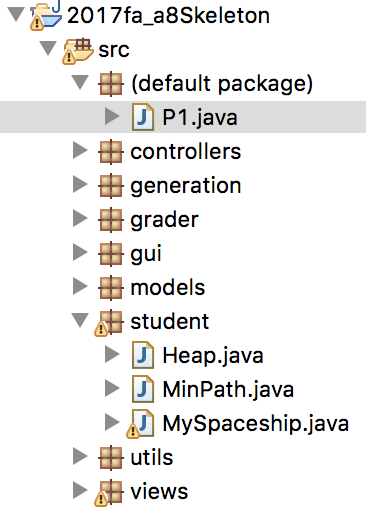 2017fa_a8Skeleton
src
(default package)
P1.java
controllers
generation
grader
gui
models
student
Heap.java
MinPath.java
MySpaceship.java
utils
views